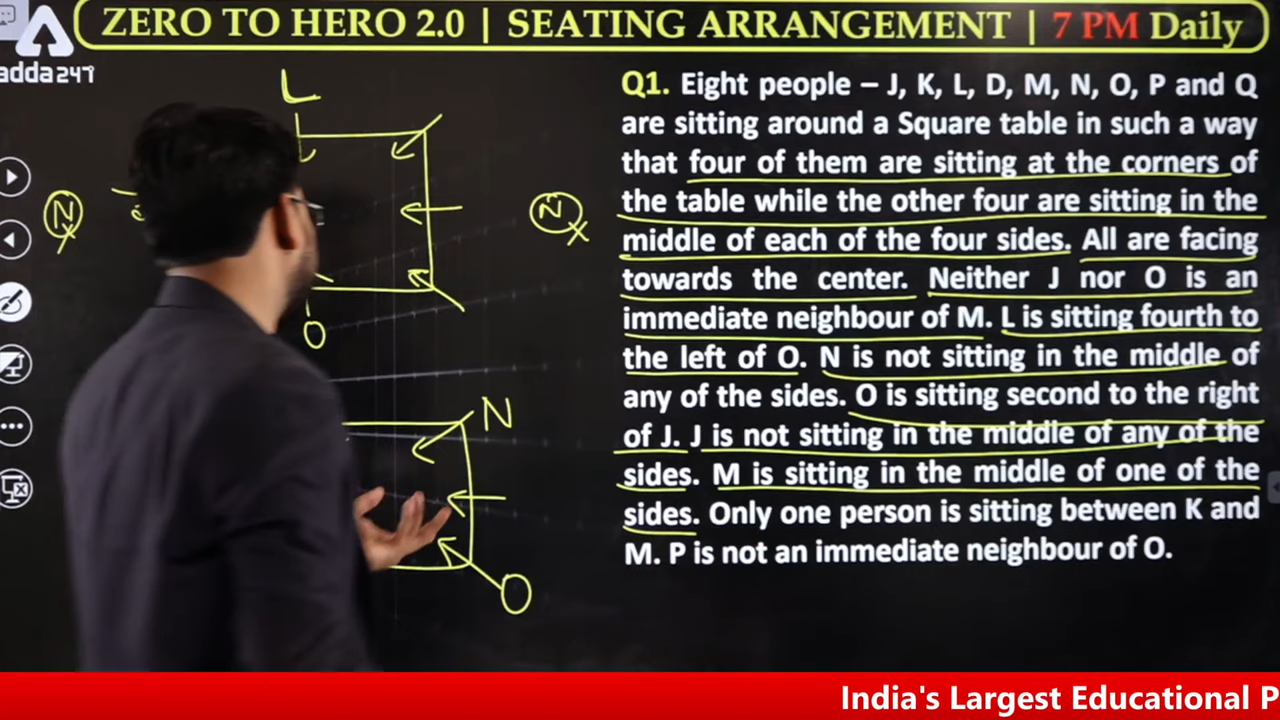 ZERO TO HERO 2.0 | SEATING ARRANGEMENT | 7 PM Daily
adda247
Q1. Eight people – J, K, L, D, M, N, O, P and Q
are sitting around a Square table in such a way
that four of them are sitting at the corners of
the table while the other four are sitting in the
middle of each of the four sides. All are facing
towards the center. Neither J nor O is an
immediate neighbour of M. L is sitting fourth to
the left of O. N is not sitting in the middle of
any of the sides. O is sitting second to the right
of J. J is not sitting in the middle of any of the
sides. M is sitting in the middle of one of the
sides. Only one person is sitting between K and
M. P is not an immediate neighbour of O.
L
N
x
N
x
O
N
O
India's Largest Educational P